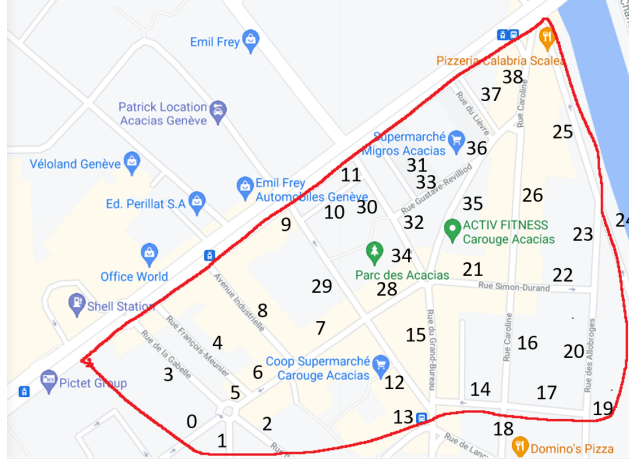 Emil Frey
Pizzeria Calabria Scalea
38
37
Rue Caroline
Rue du Lièvre
Patrick Location
Acacias Genève
25
Supermarché
Migros Acacias
36
31
Véloland Genève
11
33
Emil Frey
Automobiles Genève
Rue Gustave-Revilliod
26
Ed. Perillat S.A
10
30
35
32
9
ACTIV FITNESS
Carouge Acacias
23
24
Office World
34
Parc des Acacias
21
22
29
28
Rue Simon-Durand
Avenue Industrielle
Shell Station
8
7
Rue François-Meunier
Rue de la Gabelle
4
15
Rue du Grand-Bureau
Rue Caroline
16
20
Rue des Allobroges
Coop Supermarché
Carouge Acacias
3
6
12
Pictet Group
5
14
17
0
2
13
19
1
18
Domino's Pizza